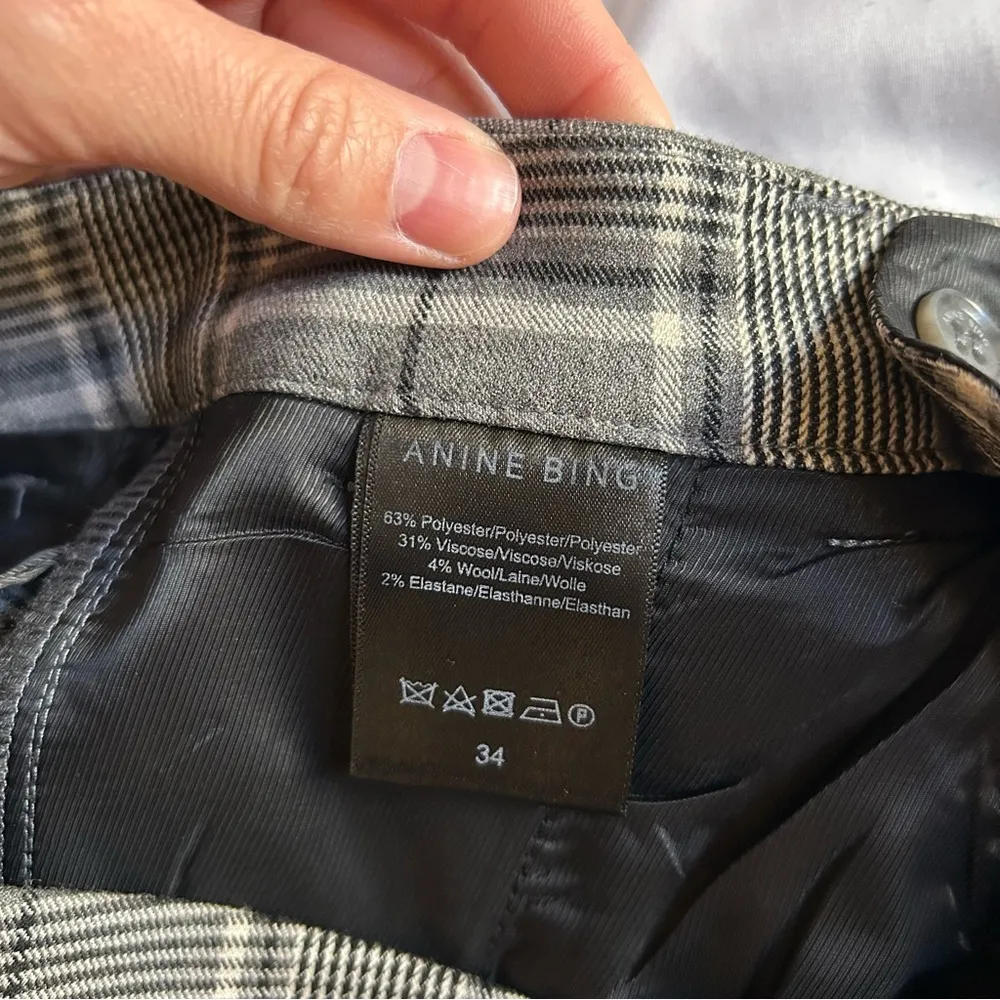 ANINE BING
63% Polyester/Polyester/Polyester
31% Viscose/Viscose/Viskose
4% Wool/Laine/Wolle
2% Elastane/Elasthanne/Elasthan
P
34